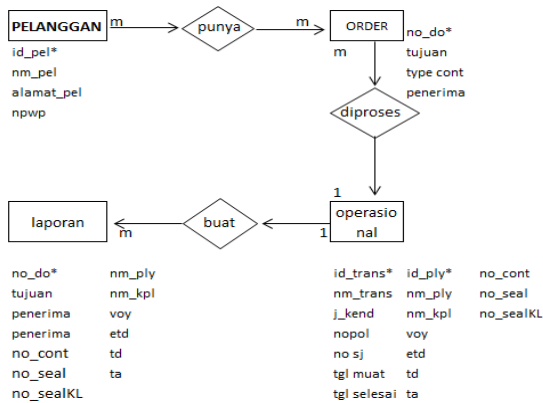 PELANGGAN m punya m ORDER
id_pel*
nm_pel
alamat_pel
npwp
m
no_do*
tujuan
type cont
penerima
diproses
1
laporan m buat 1 operasio
nal
no_do* nm_ply
tujuan nm_kpl
penerima voy
penerima etd
no_cont td
no_seal ta
no_sealKL
id_trans* id_ply* no_cont
nm_trans nm_ply no_seal
j_kend nm_kpl no_sealKL
nopol voy
no sj etd
tgl muat td
tgl selesai ta